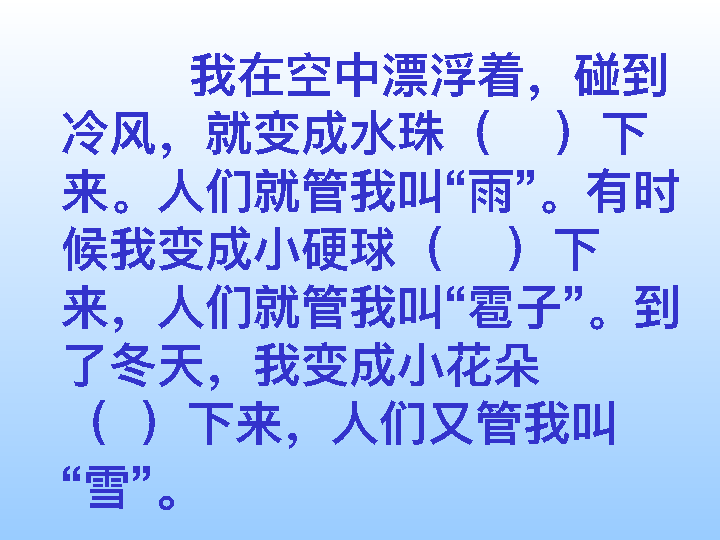 我在空中漂浮着，碰到
冷风，就变成水珠（　）下
来。人们就管我叫“雨”。有时
候我变成小硬球（　）下
来，人们就管我叫“雹子”。到
了冬天，我变成小花朵
（ ）下来，人们又管我叫
“雪”。